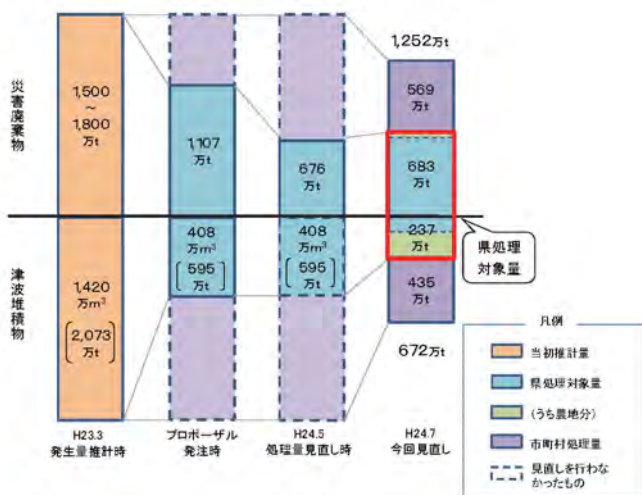 災害廃棄物
津波堆積物
1,500
～
1,800
万t
1,420
万m³
2,073
万t
H23.3
発生量推計時
1,107
万t
408
万m³
595
万t
プロポーザル
発注時
676
万t
408
万m³
595
万t
H24.5
処理量見直し時
1,252万t
569
万t
683
万t
237
万t
435
万t
672万t
H24.7
今回見直し
県処理
対象量
凡例
当初推計量
県処理対象量
(うち農地分)
市町村処理量
見直しを行わな
かったもの